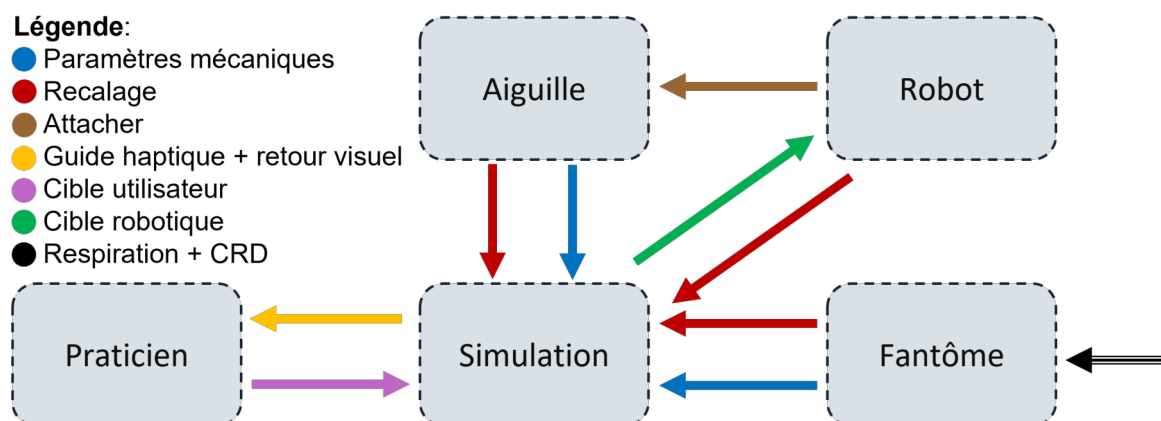 Légende:
Paramètres mécaniques
Recalage
Attacher
Guide haptique + retour visuel
Cible utilisateur
Cible robotique
Respiration + CRD
Aiguille
Robot
Praticien
Simulation
Fantôme